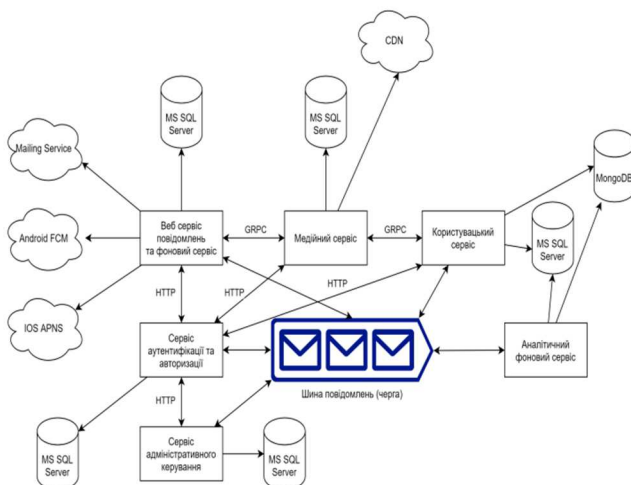 CDN
MS SQL
Server
MS SQL
Server
Mailing Service
MongoDB
Android FCM
Веб сервіс
повідомлень
та фоновий сервіс
GRPC
Медійний сервіс
GRPC
Користувацький
сервіс
MS SQL
Server
IOS APNS
HTTP
HTTP
HTTP
Сервіс
аутентифікації та
авторизації
Аналітичний
фоновий сервіс
Шина повідомлень (черга)
HTTP
MS SQL
Server
Сервіс
адміністративного
керування
MS SQL
Server